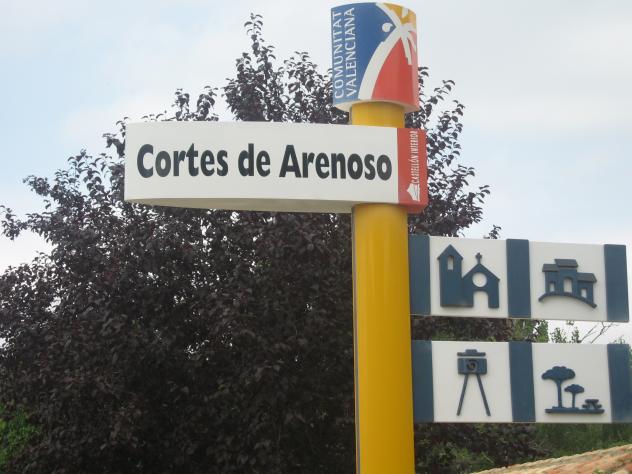 COMUNITAT
VALENCIANA
Cortes de Arenoso
CASTELLÓN INTERIOR